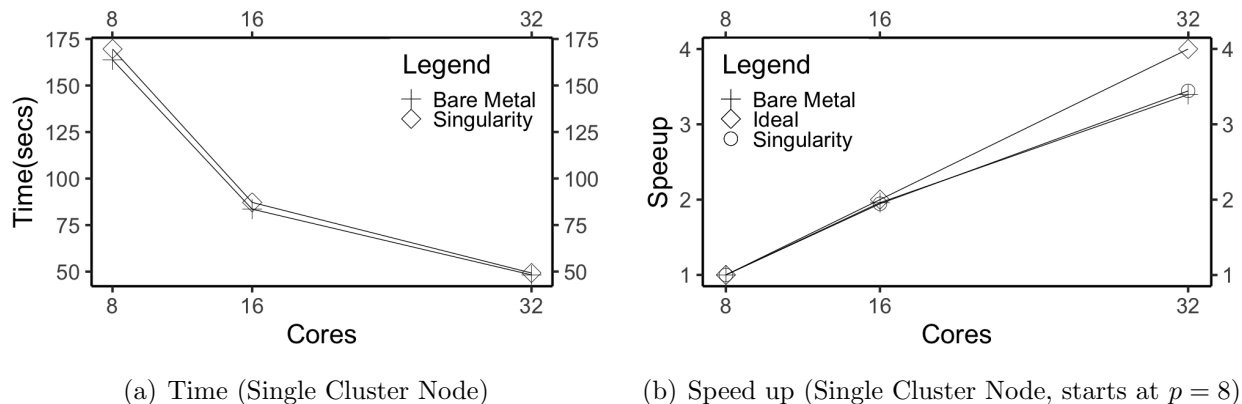 8 16 32
175 175
150 150
125 125
100 100
75 75
50 50
Time(secs)
Legend
Bare Metal
Singularity
8 16 32
Cores
(a) Time (Single Cluster Node)
8 16 32
4 4
3 3
2 2
1 1
Speeup
Legend
Bare Metal
Ideal
Singularity
8 16 32
Cores
(b) Speed up (Single Cluster Node, starts at p = 8)